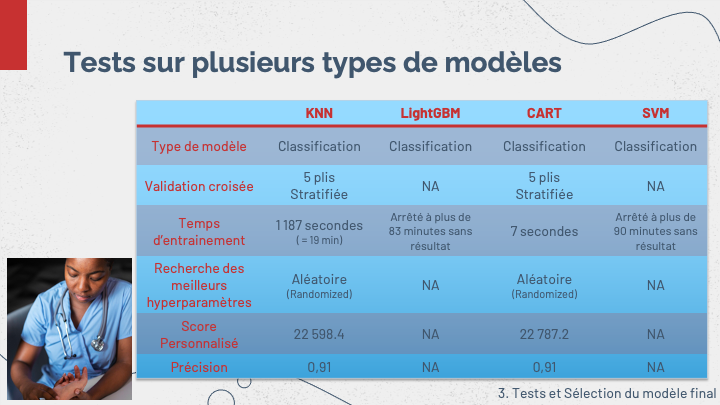 Tests sur plusieurs types de modèles
KNN LightGBM CART SVM
Type de modèle Classification Classification Classification Classification
Validation croisée 5 plis Stratifiée NA 5 plis Stratifiée NA
Temps d'entrainement 1 187 secondes ( = 19 min) Arrêté à plus de 83 minutes sans résultat 7 secondes Arrêté à plus de 90 minutes sans résultat
Recherche des meilleurs hyperparamètres Aléatoire (Randomized) NA Aléatoire (Randomized) NA
Score Personnalisé 22 598.4 NA 22 787.2 NA
Précision 0,91 NA 0,91 NA
3. Tests et Sélection du modèle final